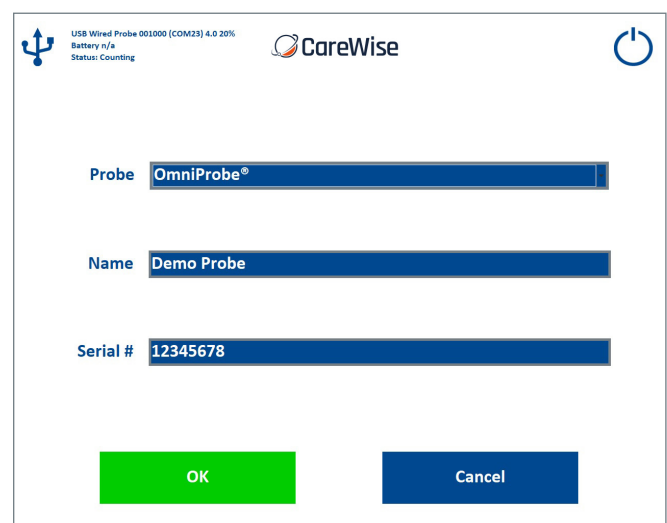 USB Wired Probe 001000 (COM23) 4.0 20%
Battery n/a
Status: Counting
CareWise
Probe OmniProbe®
Name Demo Probe
Serial # 12345678
OK Cancel